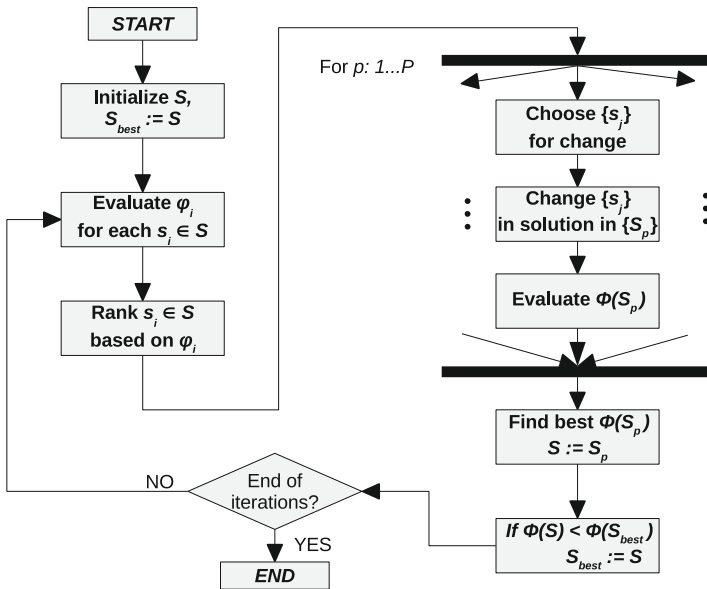 START
Initialize S,
S_best := S
Evaluate φ_i
for each s_i ∈ S
Rank s_i ∈ S
based on φ_i
For p: 1...P
Choose {s_j}
for change
Change {s_j}
in solution in {S_p}
Evaluate Φ(S_p)
Find best Φ(S_p)
S := S_p
If Φ(S) < Φ(S_best)
S_best := S
End of
iterations?
NO
YES
END